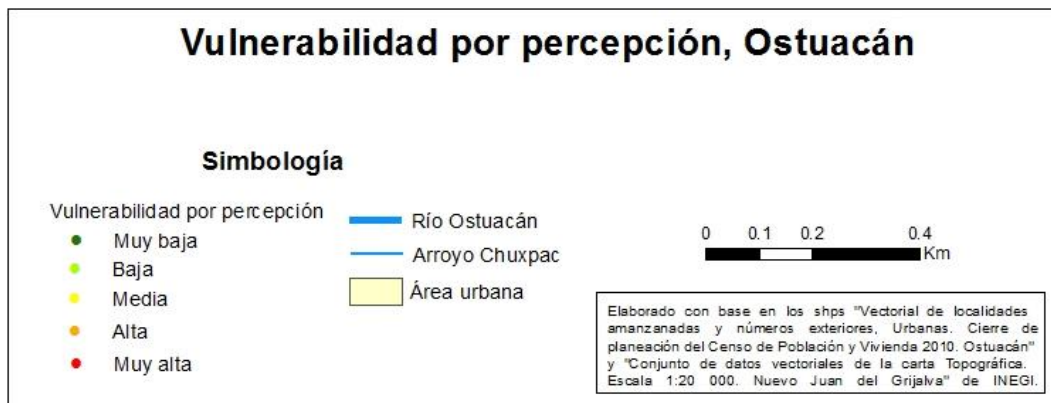 Vulnerabilidad por percepción, Ostuacán
Simbología
Vulnerabilidad por percepción
Muy baja
Baja
Media
Alta
Muy alta
Río Ostuacán
Arroyo Chuxpac
Área urbana
0 0.1 0.2 0.4
Km
Elaborado con base en los shps "Vectorial de localidades
amanzanadas y números exteriores, Urbanas. Cierre de
planeación del Censo de Población y Vivienda 2010. Ostuacán"
y "Conjunto de datos vectoriales de la carta Topográfica.
Escala 1:20 000. Nuevo Juan del Grijalva" de INEGI.